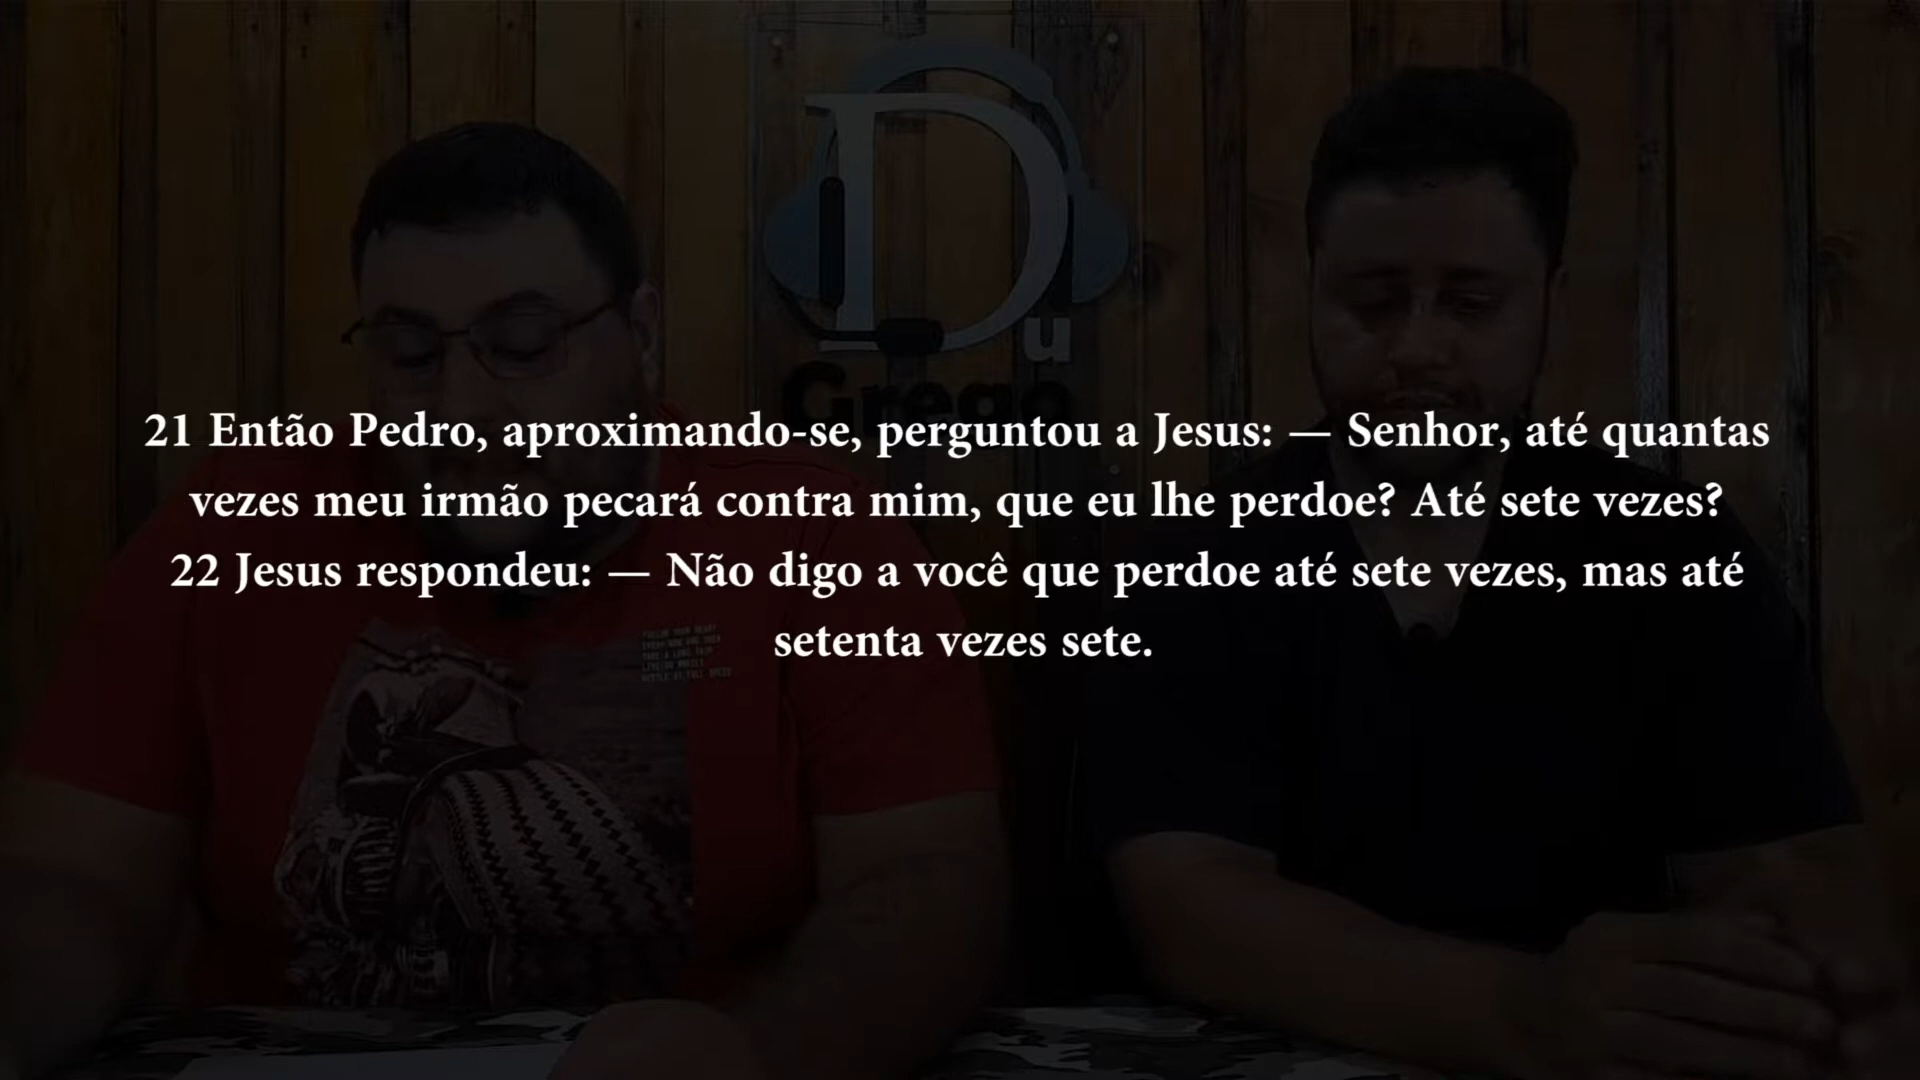 Du
Grego
21 Então Pedro, aproximando-se, perguntou a Jesus: — Senhor, até quantas
vezes meu irmão pecará contra mim, que eu lhe perdoe? Até sete vezes?
22 Jesus respondeu: — Não digo a você que perdoe até sete vezes, mas até
setenta vezes sete.